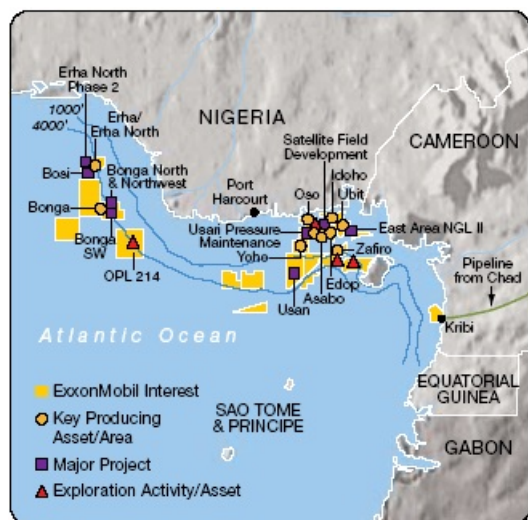 Erha North
Phase 2
1000'
4000'
Erha/
Erha North
NIGERIA
Satellite Field
Development
CAMEROON
Bosi
Bonga North
& Northwest
Port
Harcourt
Idoho
Oso
Ubit
Bonga
Usari Pressure
Maintenance
East Area NGL II
Bonga
SW
Yoho
Zafiro
OPL 214
Edop
Asabo
Usan
Pipeline
from Chad
Atlantic Ocean
Kribi
ExxonMobil Interest
Key Producing
Asset/Area
Major Project
Exploration Activity/Asset
SAO TOME
& PRINCIPE
EQUATORIAL
GUINEA
GABON